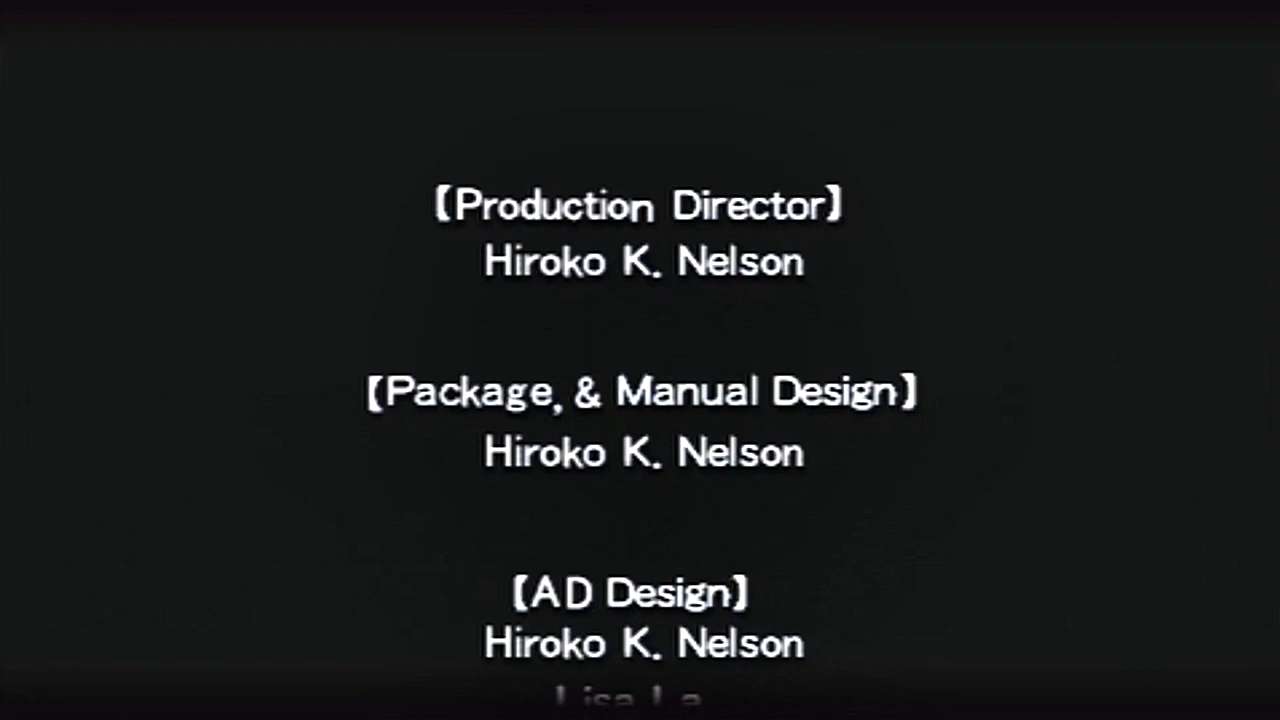 【Production Director】
Hiroko K. Nelson
【Package, & Manual Design】
Hiroko K. Nelson
【AD Design】
Hiroko K. Nelson